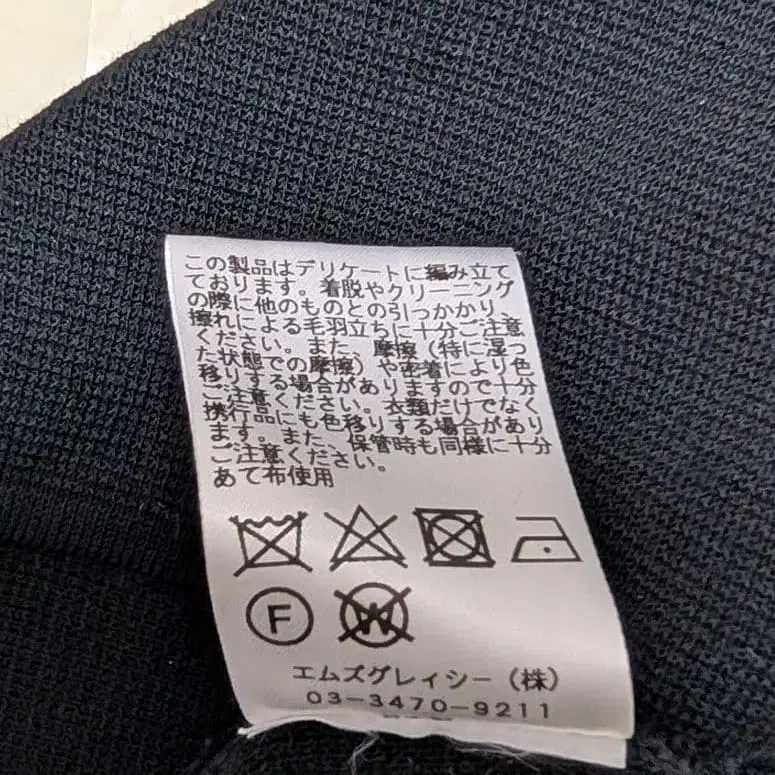 この製品はデリケートに編み立て
ております。着脱やクリーニング
の際に他のものとの引っかかり、
擦れによる毛羽立ちに十分ご注意
ください。また、摩擦（特に湿っ
た状態での摩擦）や密着により色
移りする場合がありますので十分
ご注意ください。衣類だけでなく
携行品にも色移りする場合があり
ます。また、保管時も同様に十分
ご注意ください。
あて布使用
F W
エムズグレィシー（株）
03-3470-9211